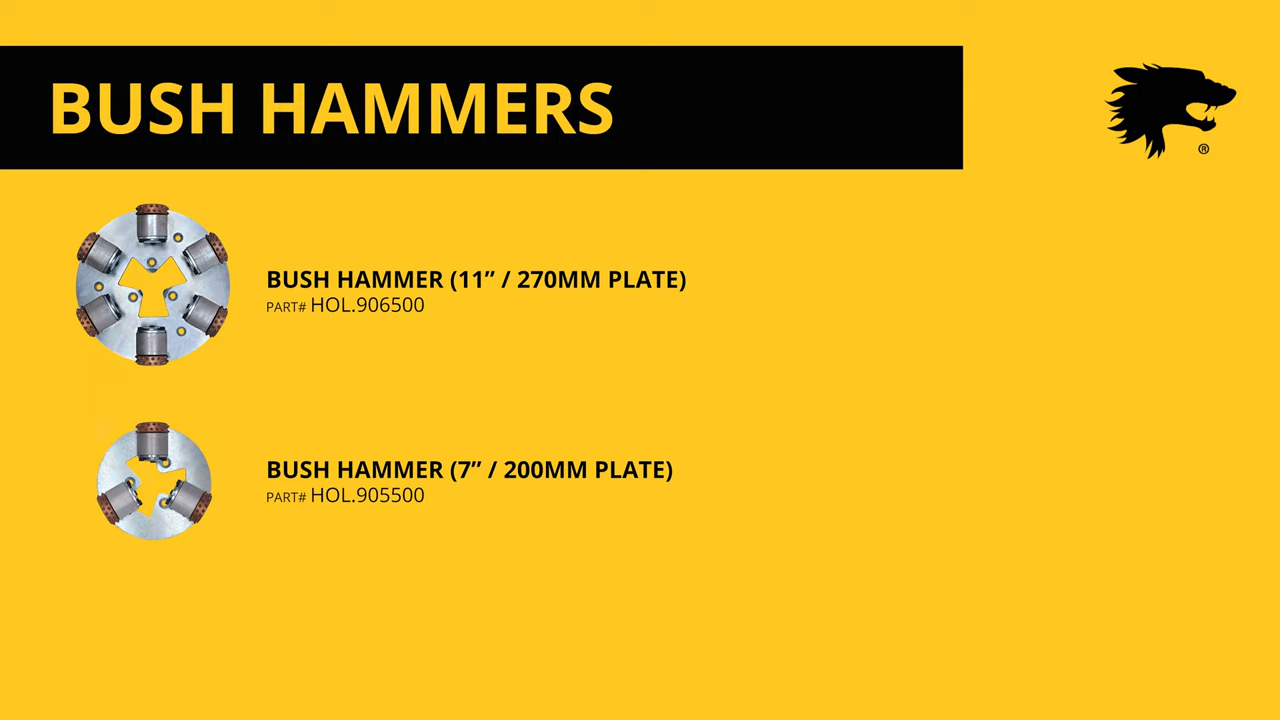 BUSH HAMMERS
®
BUSH HAMMER (11” / 270MM PLATE)
PART# HOL.906500
BUSH HAMMER (7” / 200MM PLATE)
PART# HOL.905500